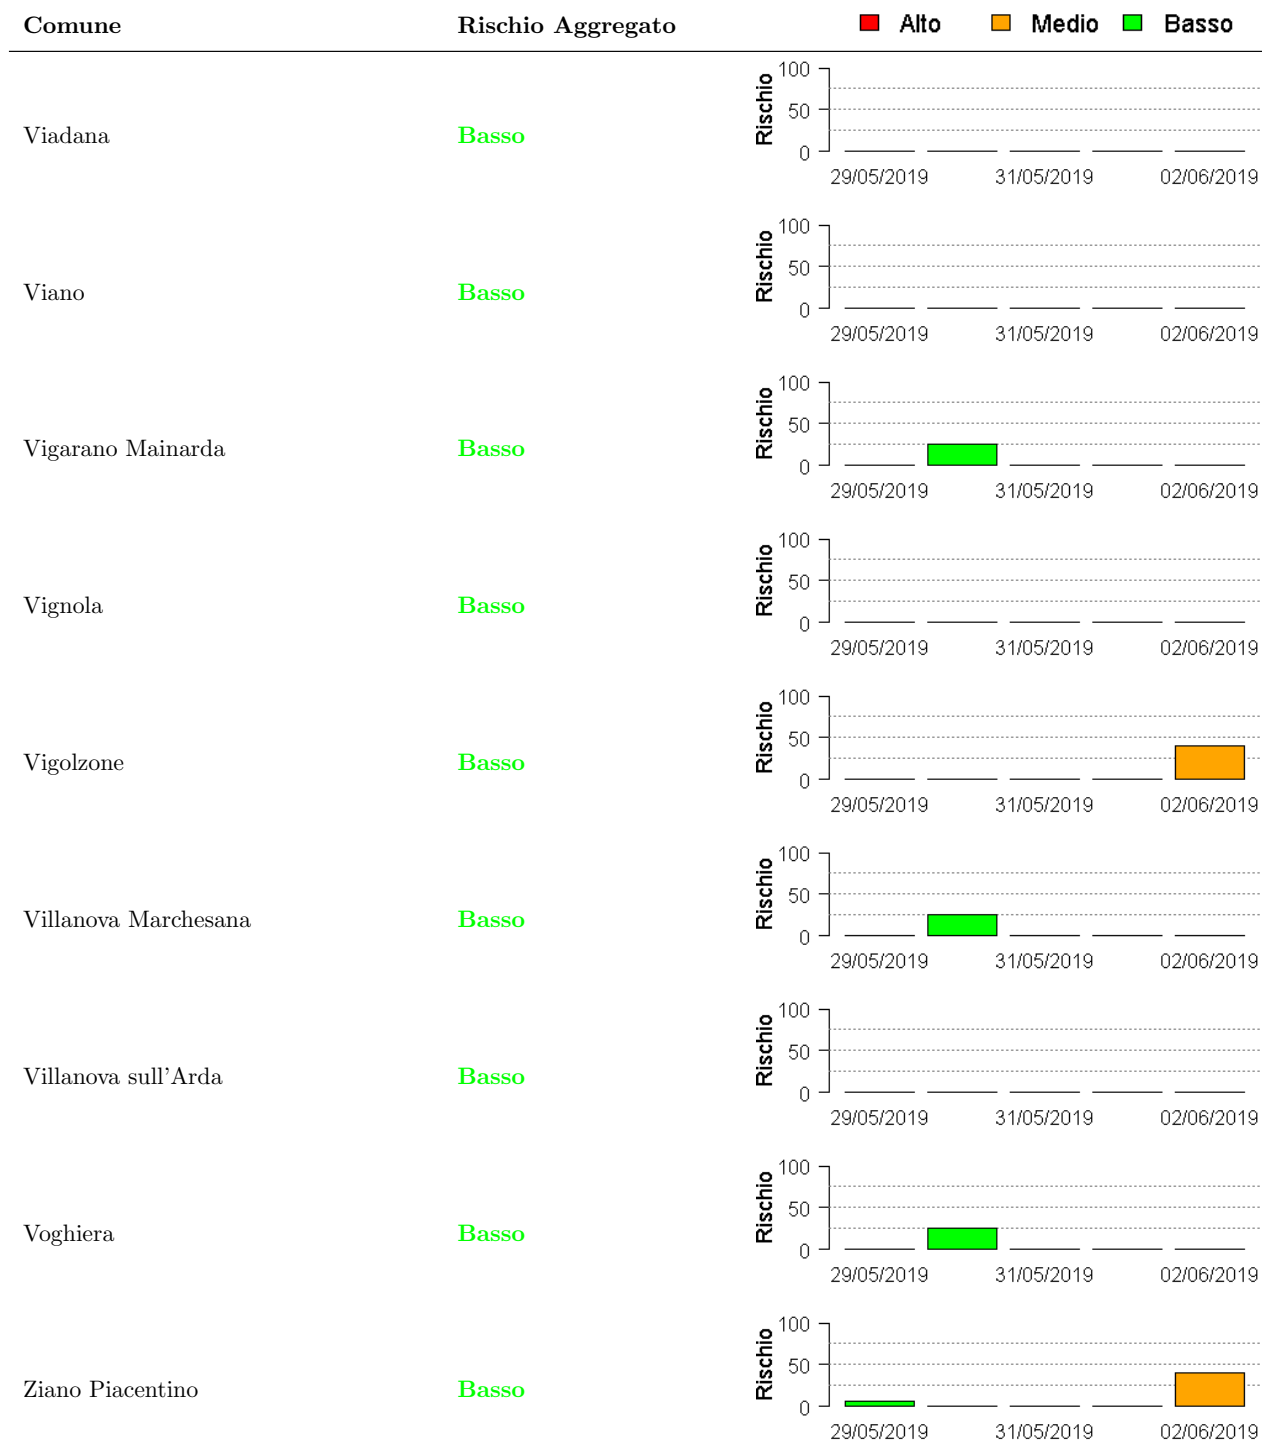 Comune Rischio Aggregato Alto Medio Basso
Viadana Basso Rischio 100 50 0
29/05/2019 31/05/2019 02/06/2019
Viano Basso Rischio 100 50 0
29/05/2019 31/05/2019 02/06/2019
Vigarano Mainarda Basso Rischio 100 50 0
29/05/2019 31/05/2019 02/06/2019
Vignola Basso Rischio 100 50 0
29/05/2019 31/05/2019 02/06/2019
Vigolzone Basso Rischio 100 50 0
29/05/2019 31/05/2019 02/06/2019
Villanova Marchesana Basso Rischio 100 50 0
29/05/2019 31/05/2019 02/06/2019
Villanova sull'Arda Basso Rischio 100 50 0
29/05/2019 31/05/2019 02/06/2019
Voghiera Basso Rischio 100 50 0
29/05/2019 31/05/2019 02/06/2019
Ziano Piacentino Basso Rischio 100 50 0
29/05/2019 31/05/2019 02/06/2019